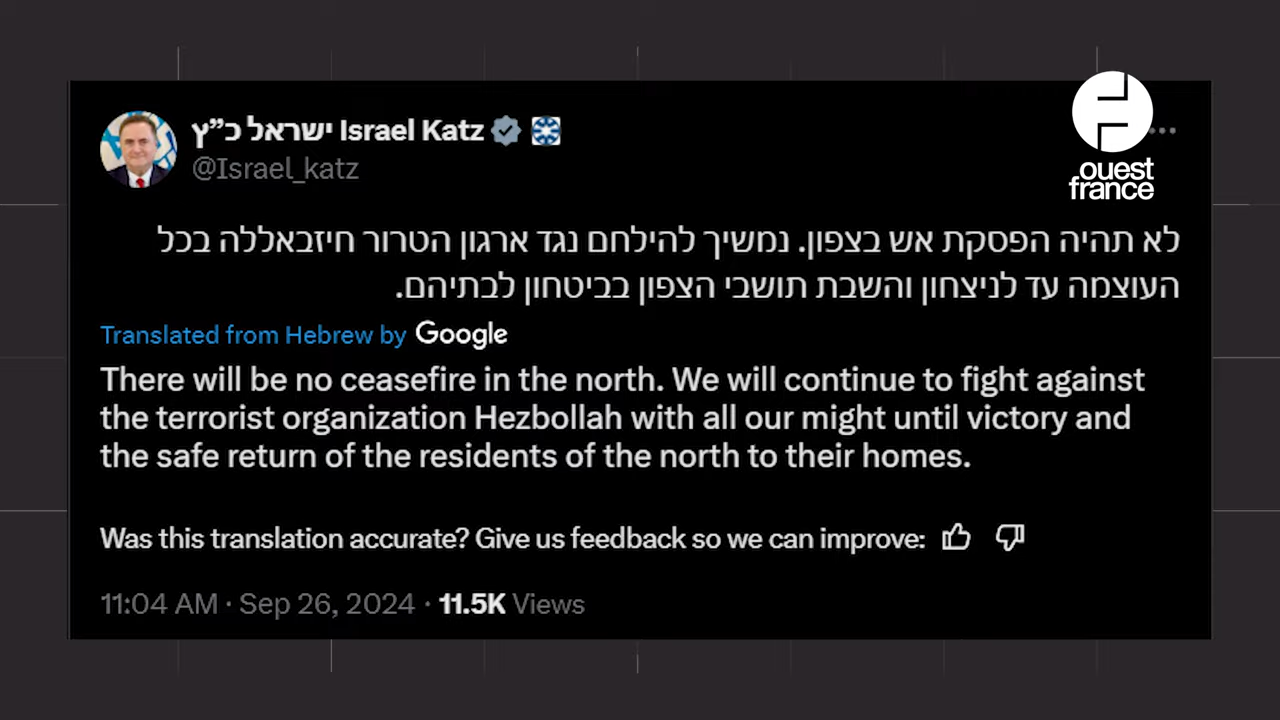 ישראל כ”ץ Israel Katz
@Israel_katz
ouest
france
לא תהיה הפסקת אש בצפון. נמשיך להילחם נגד ארגון הטרור חיזבאללה בכל
העוצמה עד לניצחון והשבת תושבי הצפון בביטחון לבתיהם.
Translated from Hebrew by Google
There will be no ceasefire in the north. We will continue to fight against
the terrorist organization Hezbollah with all our might until victory and
the safe return of the residents of the north to their homes.
Was this translation accurate? Give us feedback so we can improve:
11:04 AM · Sep 26, 2024 · 11.5K Views